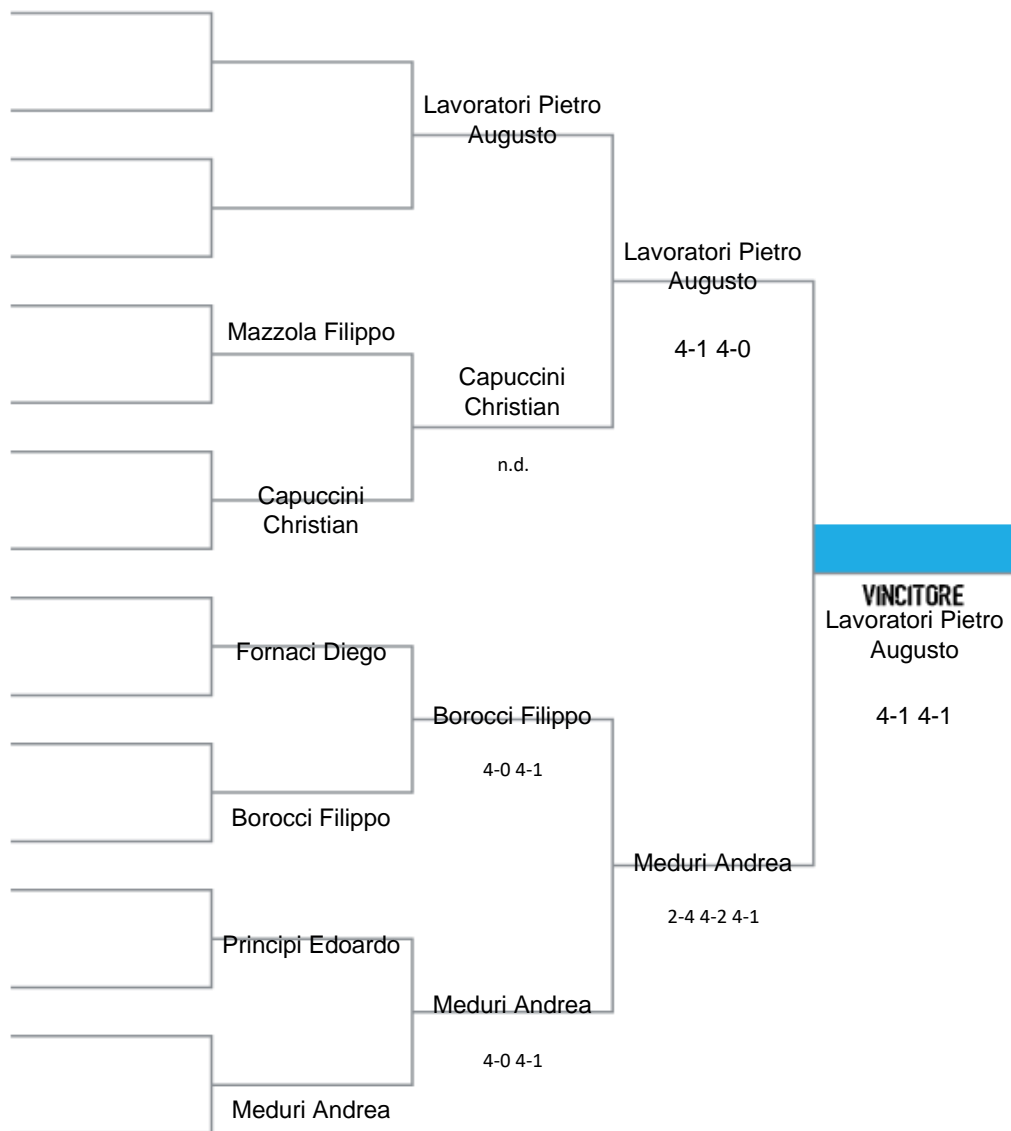 Lavoratori Pietro
Augusto
Lavoratori Pietro
Augusto
4-1 4-0
Mazzola Filippo
Capuccini
Christian
n.d.
Capuccini
Christian
VINCITORE
Lavoratori Pietro
Augusto
4-1 4-1
Fornaci Diego
Borocci Filippo
4-0 4-1
Borocci Filippo
Meduri Andrea
2-4 4-2 4-1
Principi Edoardo
Meduri Andrea
4-0 4-1
Meduri Andrea